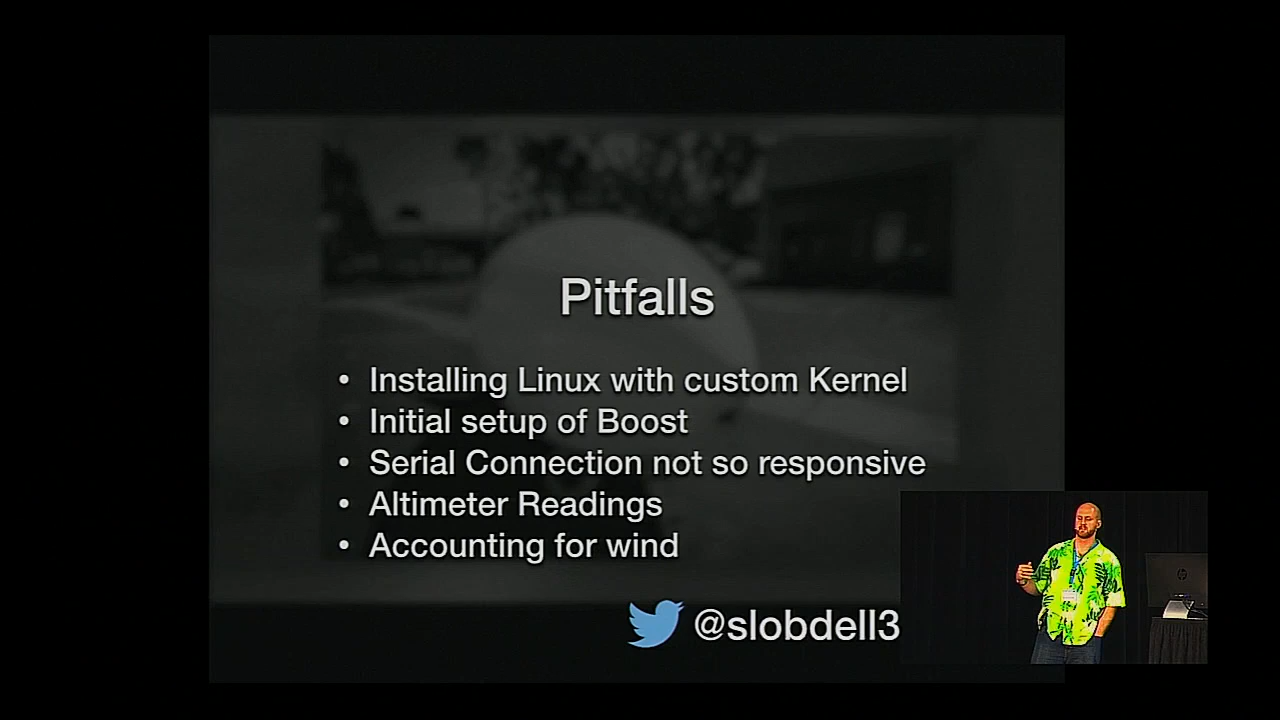 Pitfalls
• Installing Linux with custom Kernel
• Initial setup of Boost
• Serial Connection not so responsive
• Altimeter Readings
• Accounting for wind
@slobdell3